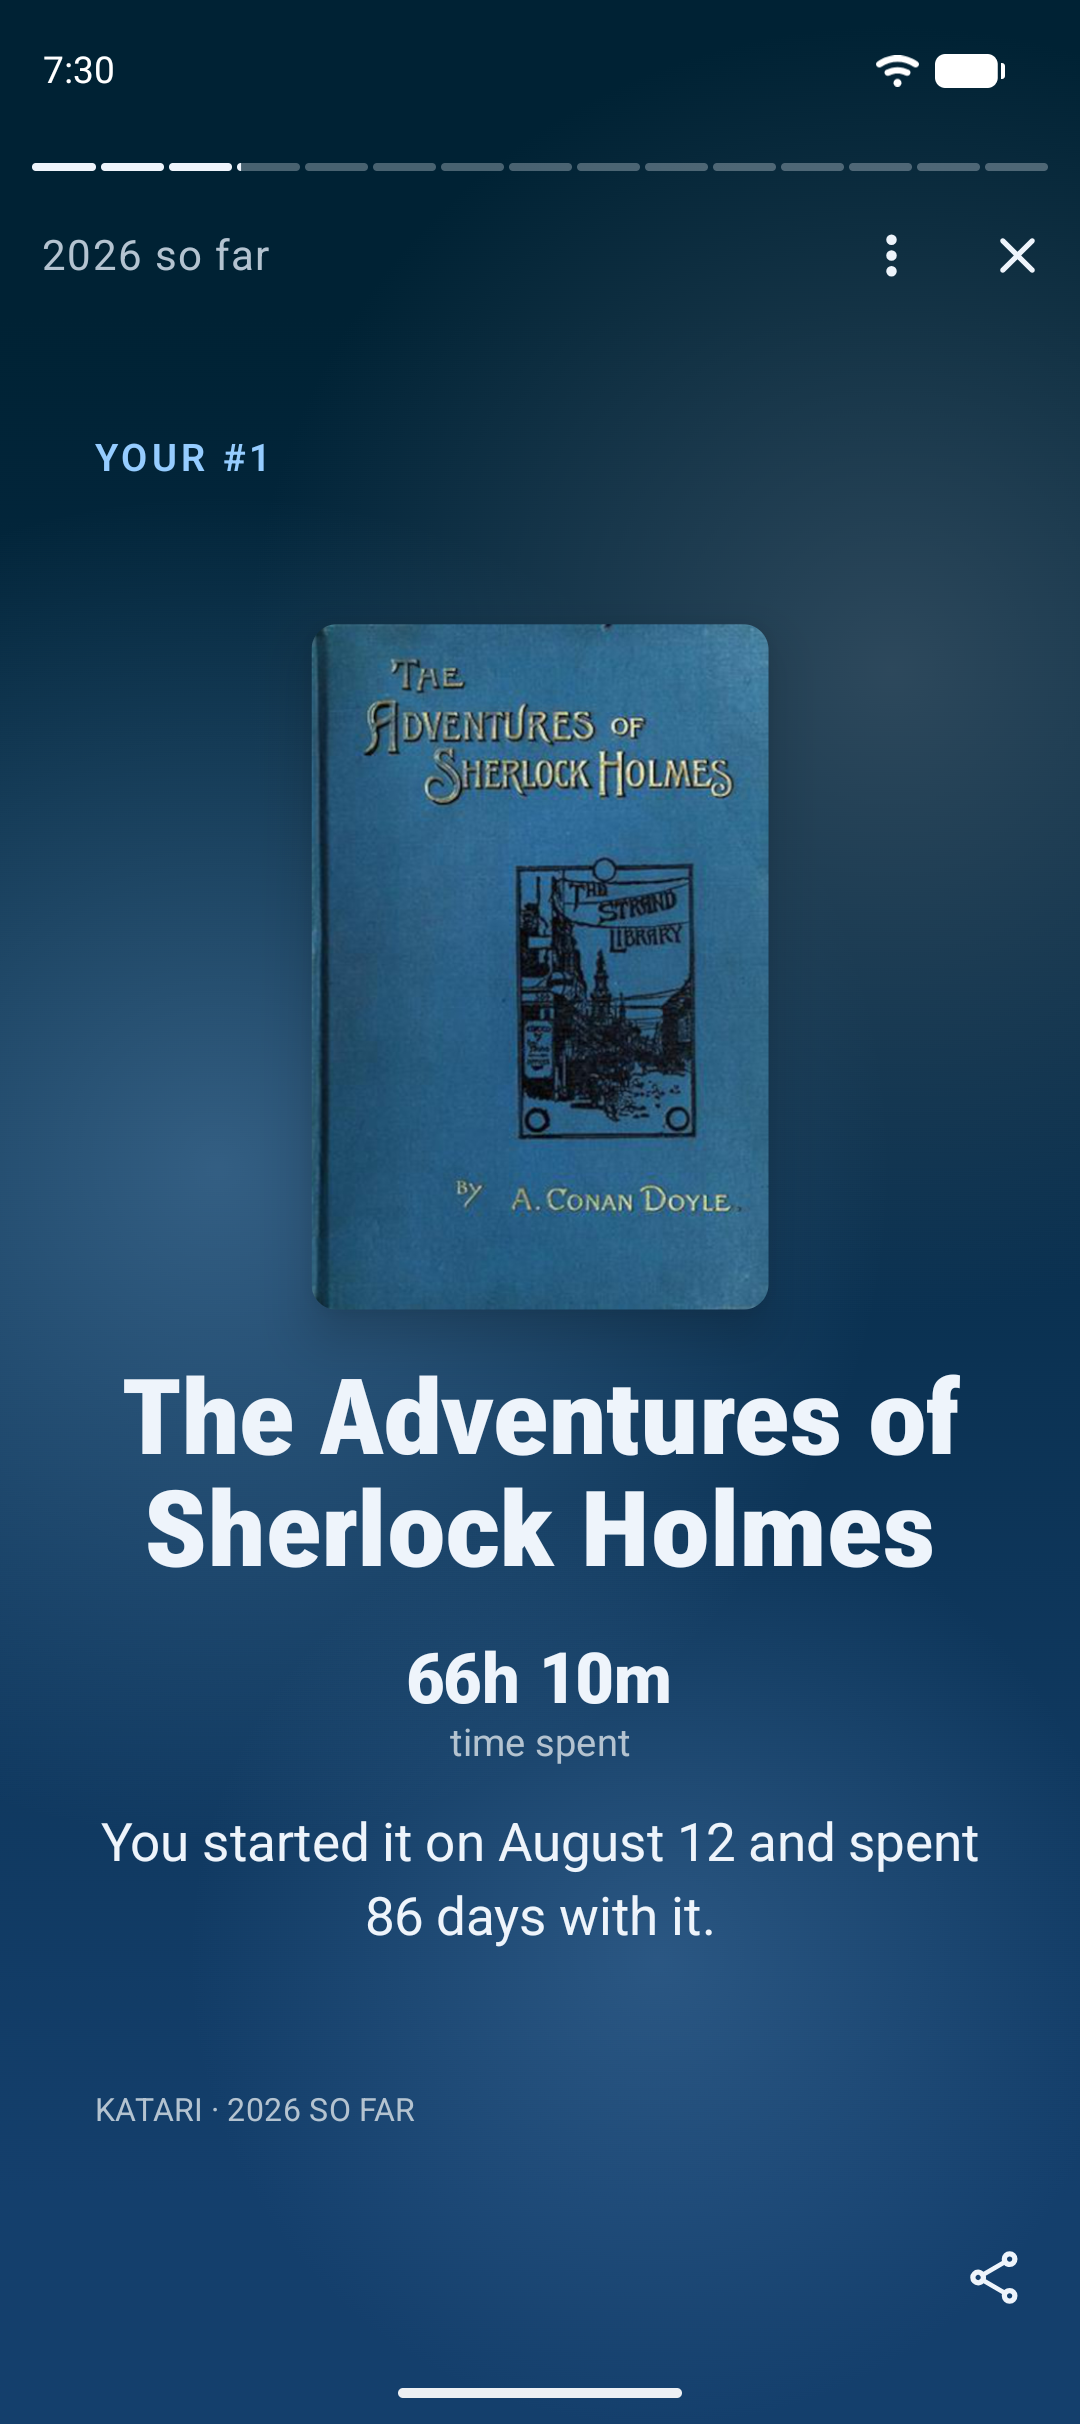 7:30
2026 so far
YOUR #1
THE
ADVENTURES OF
SHERLOCK HOLMES
THE
STRAND
LIBRARY
BY A. CONAN DOYLE.
The Adventures of
Sherlock Holmes
66h 10m
time spent
You started it on August 12 and spent
86 days with it.
KATARI · 2026 SO FAR